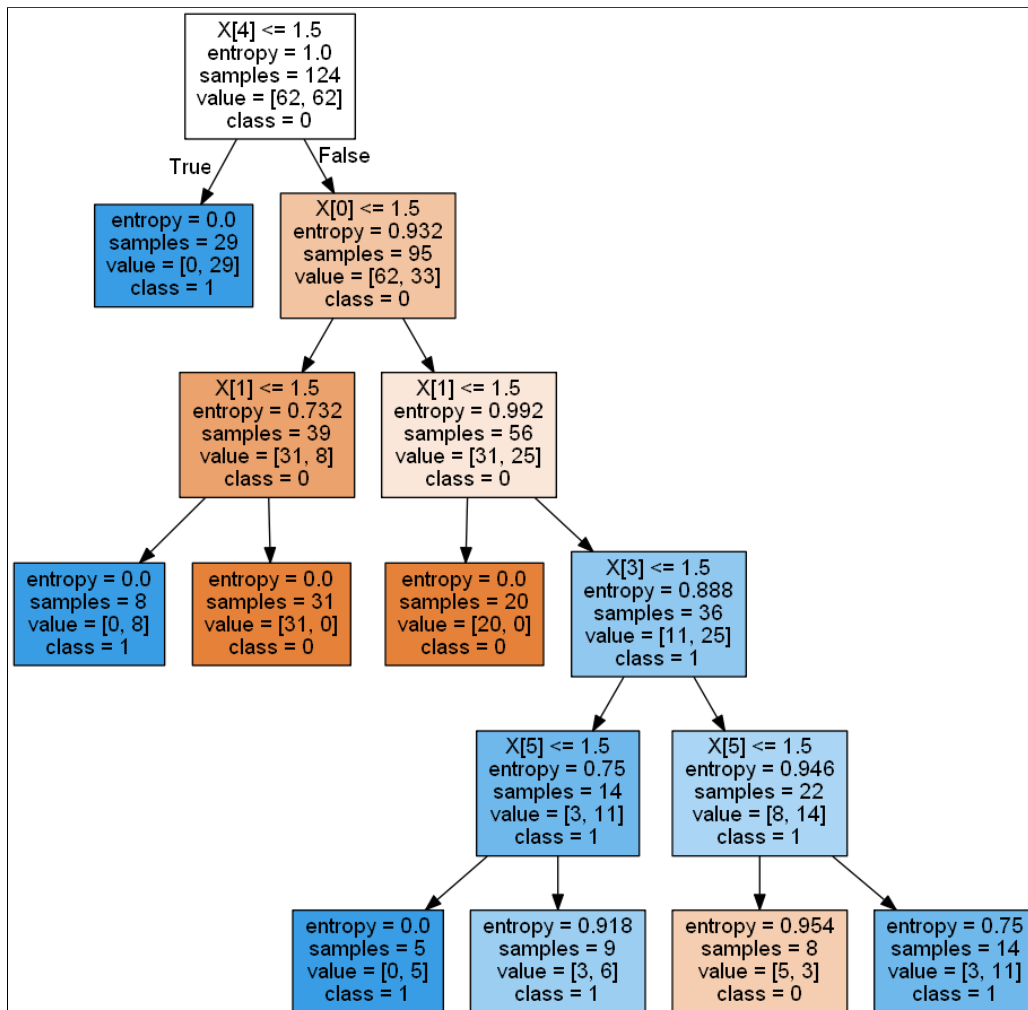 X[4] <= 1.5
entropy = 1.0
samples = 124
value = [62, 62]
class = 0
True
False
entropy = 0.0
samples = 29
value = [0, 29]
class = 1
X[0] <= 1.5
entropy = 0.932
samples = 95
value = [62, 33]
class = 0
X[1] <= 1.5
entropy = 0.732
samples = 39
value = [31, 8]
class = 0
X[1] <= 1.5
entropy = 0.992
samples = 56
value = [31, 25]
class = 0
entropy = 0.0
samples = 8
value = [0, 8]
class = 1
entropy = 0.0
samples = 31
value = [31, 0]
class = 0
entropy = 0.0
samples = 20
value = [20, 0]
class = 0
X[3] <= 1.5
entropy = 0.888
samples = 36
value = [11, 25]
class = 1
X[5] <= 1.5
entropy = 0.75
samples = 14
value = [3, 11]
class = 1
X[5] <= 1.5
entropy = 0.946
samples = 22
value = [8, 14]
class = 1
entropy = 0.0
samples = 5
value = [0, 5]
class = 1
entropy = 0.918
samples = 9
value = [3, 6]
class = 1
entropy = 0.954
samples = 8
value = [5, 3]
class = 0
entropy = 0.75
samples = 14
value = [3, 11]
class = 1